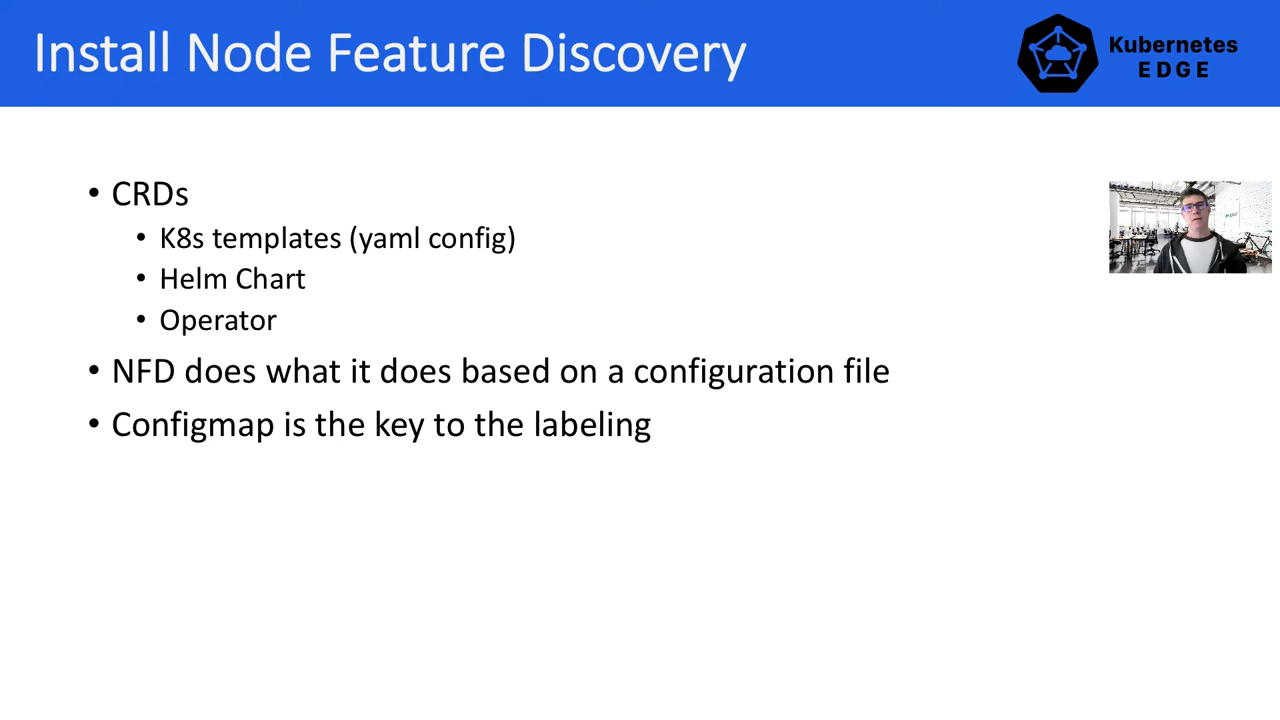 Install Node Feature Discovery
Kubernetes
EDGE
• CRDs
• K8s templates (yaml config)
• Helm Chart
• Operator
• NFD does what it does based on a configuration file
• Configmap is the key to the labeling